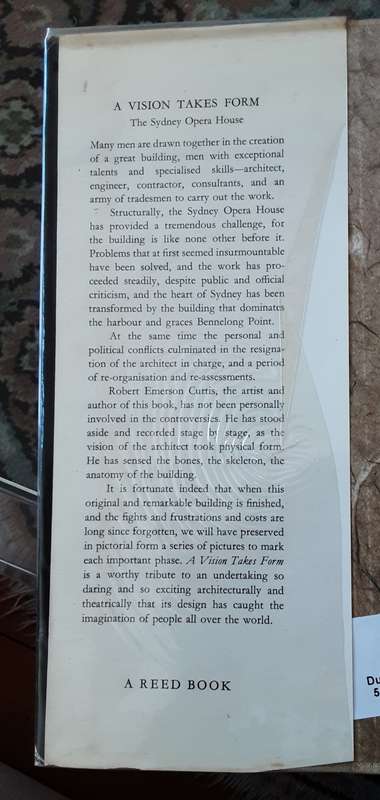 A VISION TAKES FORM
The Sydney Opera House
Many men are drawn together in the creation
of a great building, men with exceptional
talents and specialised skills—architect,
engineer, contractor, consultants, and an
army of tradesmen to carry out the work.
Structurally, the Sydney Opera House
has provided a tremendous challenge, for
the building is like none other before it.
Problems that at first seemed insurmountable
have been solved, and the work has pro-
ceeded steadily, despite public and official
criticism, and the heart of Sydney has been
transformed by the building that dominates
the harbour and graces Bennelong Point.
At the same time the personal and
political conflicts culminated in the resigna-
tion of the architect in charge, and a period
of re-organisation and re-assessments.
Robert Emerson Curtis, the artist and
author of this book, has not been personally
involved in the controversies. He has stood
aside and recorded stage by stage, as the
vision of the architect took physical form.
He has sensed the bones, the skeleton, the
anatomy of the building.
It is fortunate indeed that when this
original and remarkable building is finished,
and the fights and frustrations and costs are
long since forgotten, we will have preserved
in pictorial form a series of pictures to mark
each important phase. A Vision Takes Form
is a worthy tribute to an undertaking so
daring and so exciting architecturally and
theatrically that its design has caught the
imagination of people all over the world.
A REED BOOK
Du
5